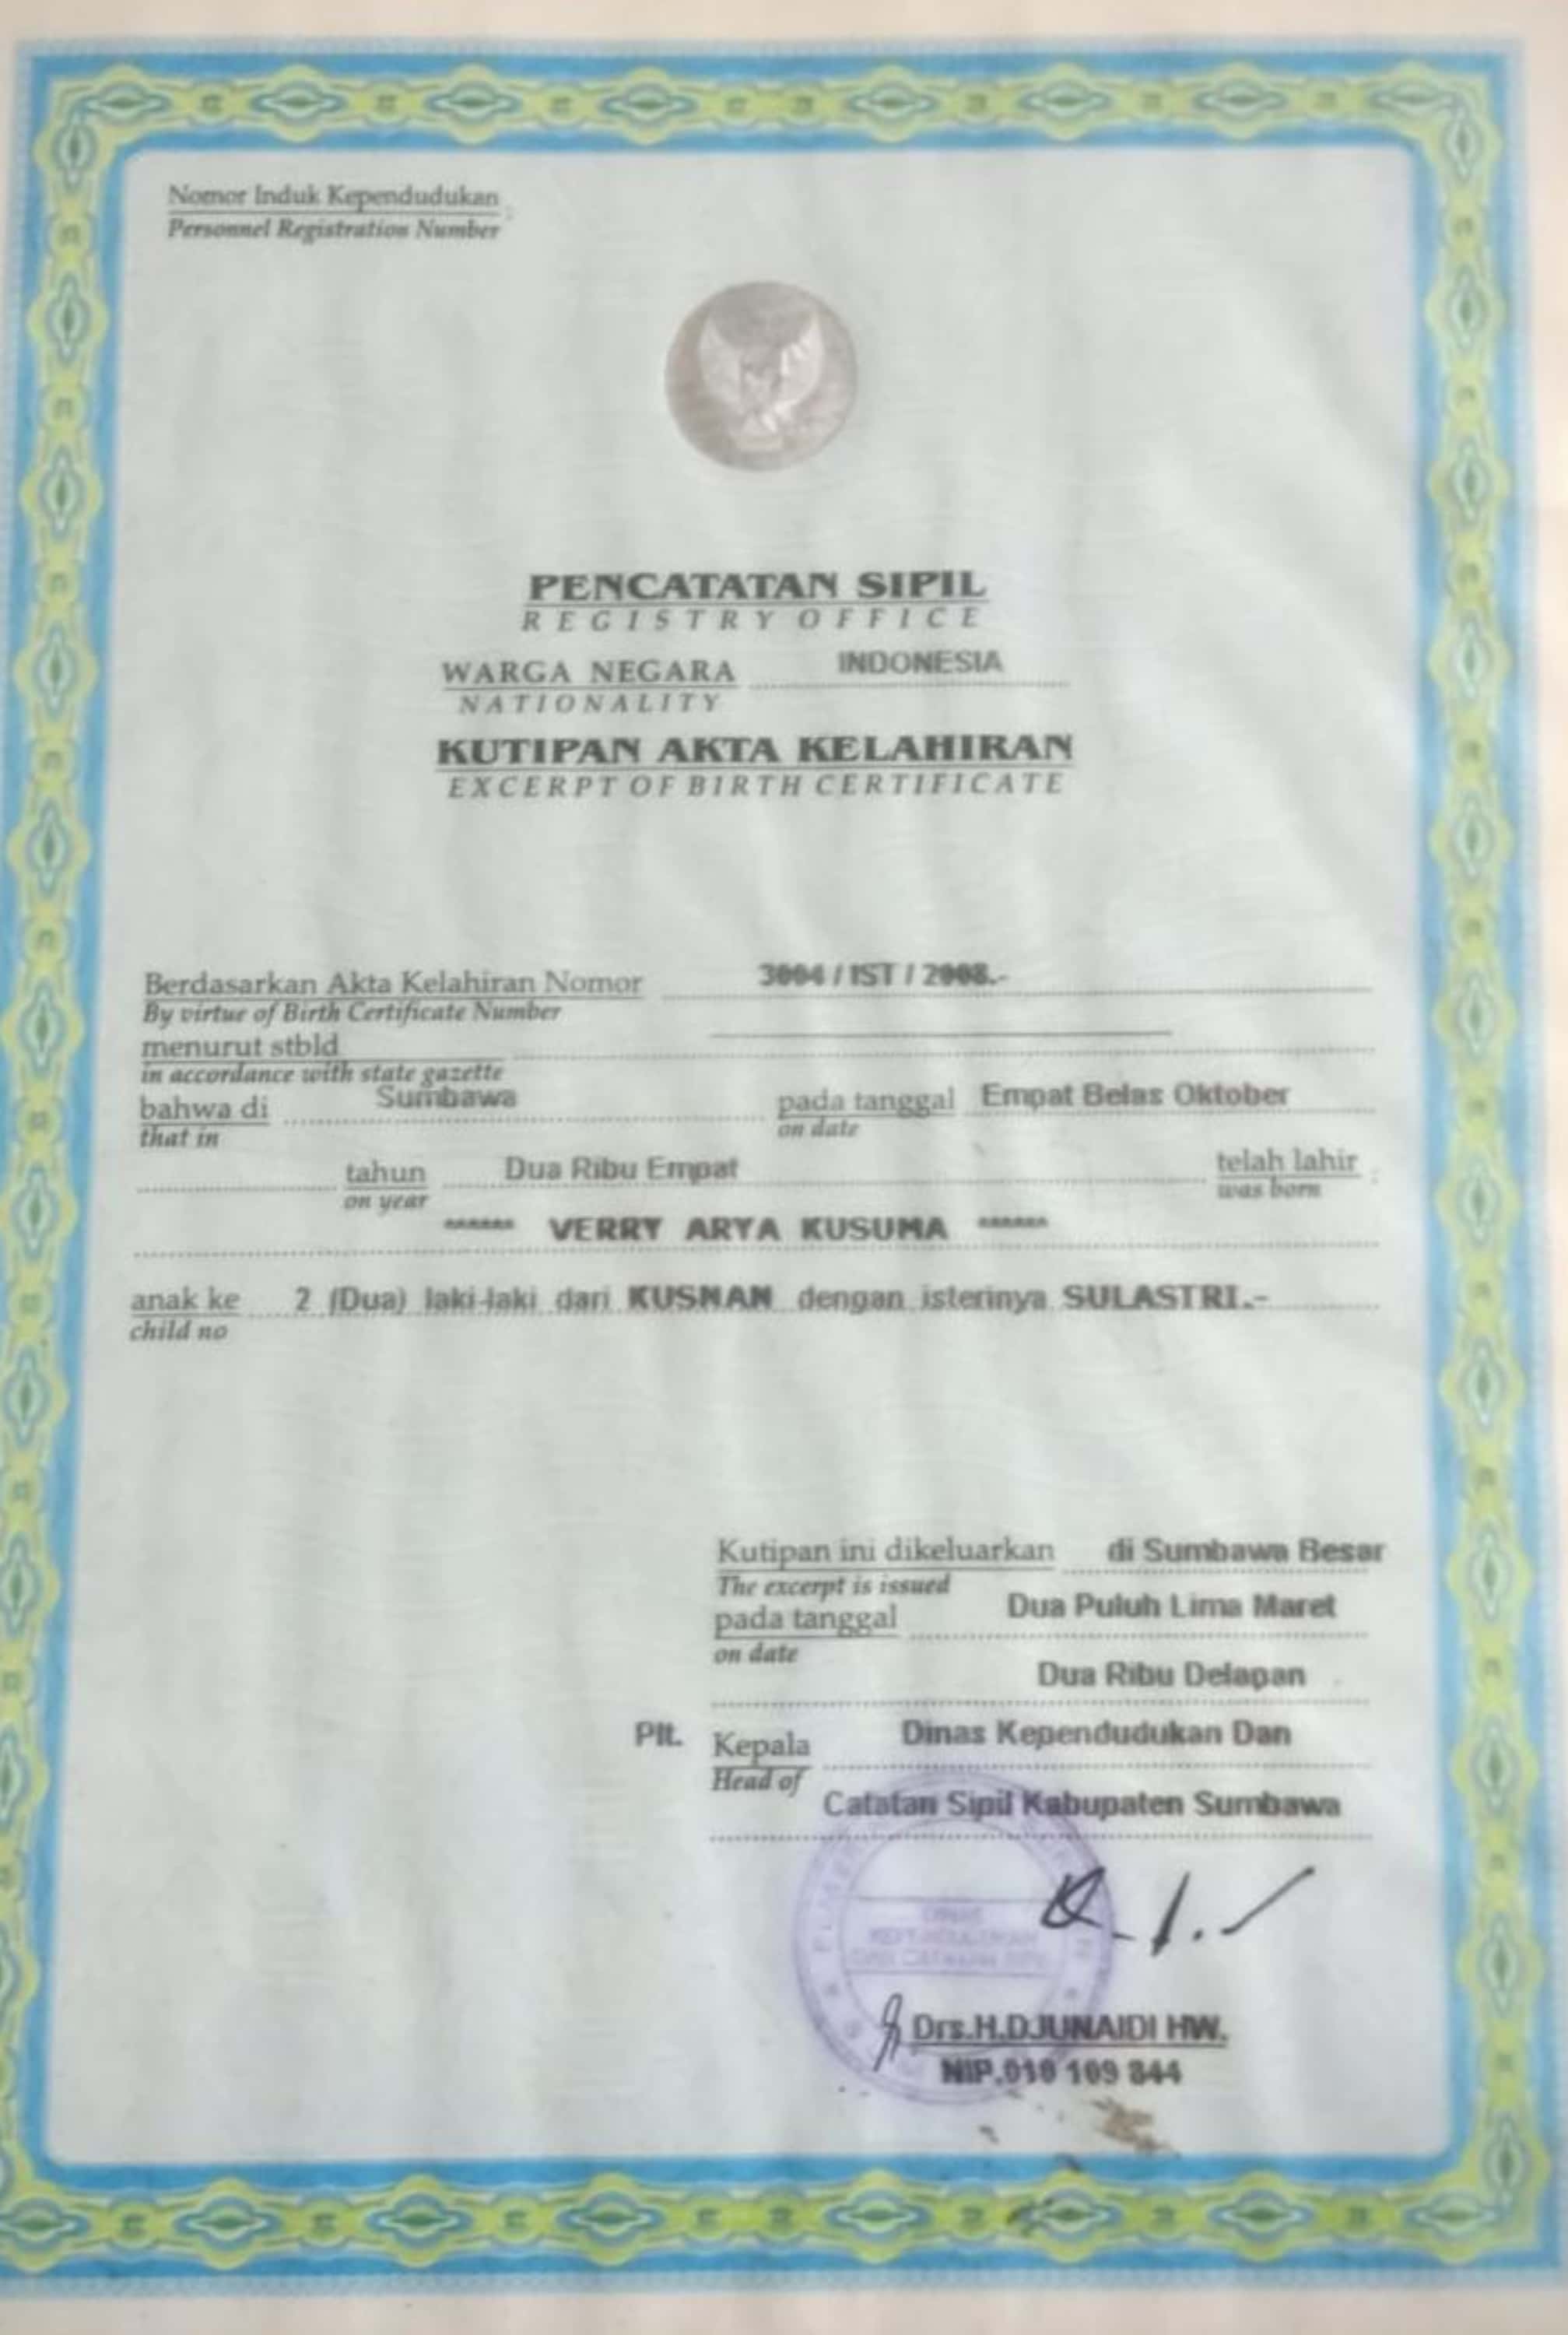 Nomor Induk Kependudukan :
Personnel Registration Number
PENCATATAN SIPIL
REGISTRY OFFICE
WARGA NEGARA INDONESIA
NATIONALITY
KUTIPAN AKTA KELAHIRAN
EXCERPT OF BIRTH CERTIFICATE
Berdasarkan Akta Kelahiran Nomor 3004 / IST / 2008.-
By virtue of Birth Certificate Number
menurut stbld
in accordance with state gazette
bahwa di Sumbawa pada tanggal Empat Belas Oktober
that in on date
tahun Dua Ribu Empat telah lahir :
on year was born
****** VERRY ARYA KUSUMA ******
anak ke 2 (Dua) laki-laki dari KUSNAN dengan isterinya SULASTRI.-
child no
Kutipan ini dikeluarkan di Sumbawa Besar
The excerpt is issued
pada tanggal Dua Puluh Lima Maret
on date
Dua Ribu Delapan
Plt. Kepala Dinas Kependudukan Dan
Head of
Catatan Sipil Kabupaten Sumbawa
Drs.H.DJUNAIDI HW.
NIP.010 109 844